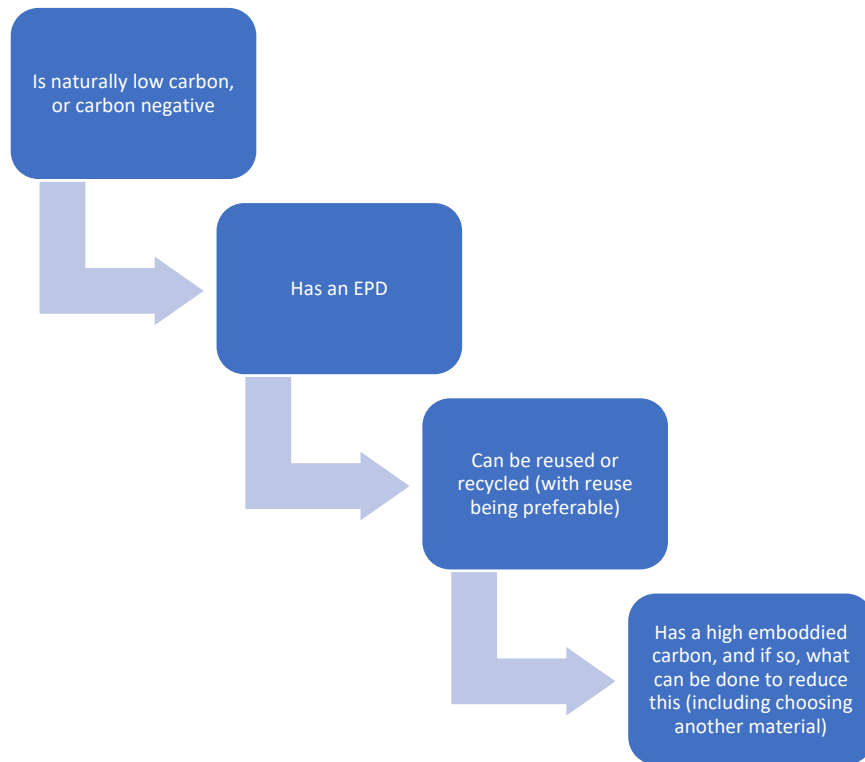 Is naturally low carbon,
or carbon negative
Has an EPD
Can be reused or
recycled (with reuse
being preferable)
Has a high emboddied
carbon, and if so, what
can be done to reduce
this (including choosing
another material)